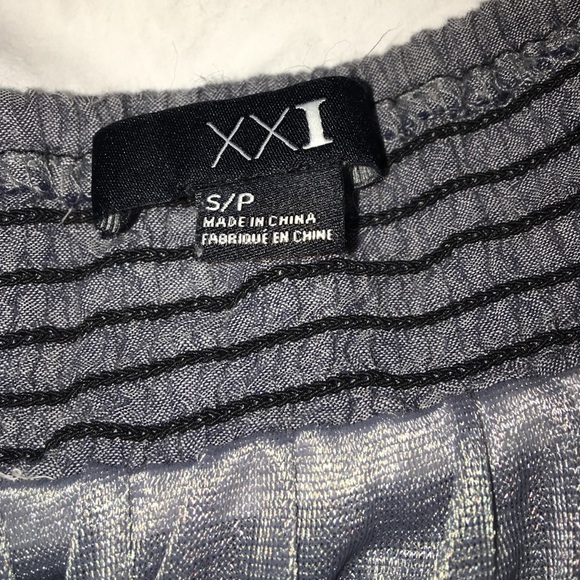 XXI
S/P
MADE IN CHINA
FABRIQUÉ EN CHINE